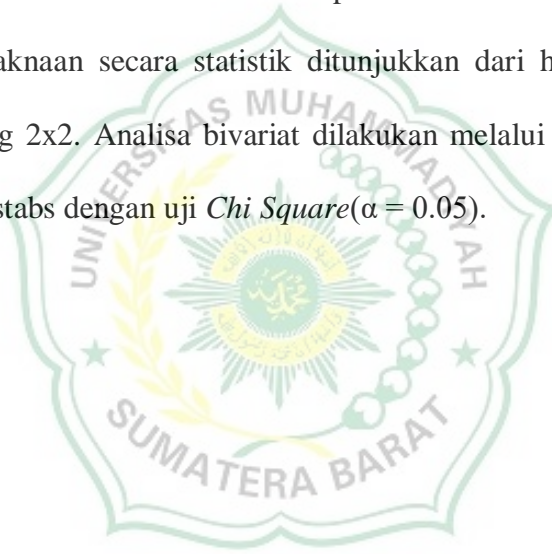 aknaan secara statistik ditunjukkan dari h
g 2x2. Analisa bivariat dilakukan melalui
stabs dengan uji Chi Square(α = 0.05).
UNIVERSITAS MUHAMMADIYAH
محمد
SUMATERA BARAT